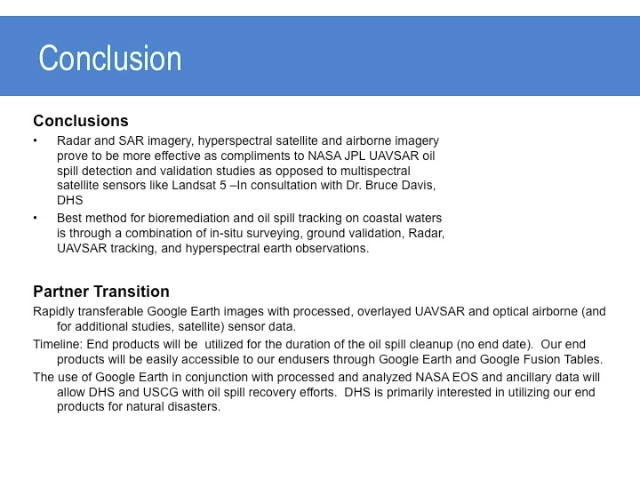 Conclusion
Conclusions
• Radar and SAR imagery, hyperspectral satellite and airborne imagery
prove to be more effective as compliments to NASA JPL UAVSAR oil
spill detection and validation studies as opposed to multispectral
satellite sensors like Landsat 5 –In consultation with Dr. Bruce Davis,
DHS
• Best method for bioremediation and oil spill tracking on coastal waters
is through a combination of in-situ surveying, ground validation, Radar,
UAVSAR tracking, and hyperspectral earth observations.
Partner Transition
Rapidly transferable Google Earth images with processed, overlayed UAVSAR and optical airborne (and
for additional studies, satellite) sensor data.
Timeline: End products will be utilized for the duration of the oil spill cleanup (no end date). Our end
products will be easily accessible to our endusers through Google Earth and Google Fusion Tables.
The use of Google Earth in conjunction with processed and analyzed NASA EOS and ancillary data will
allow DHS and USCG with oil spill recovery efforts. DHS is primarily interested in utilizing our end
products for natural disasters.